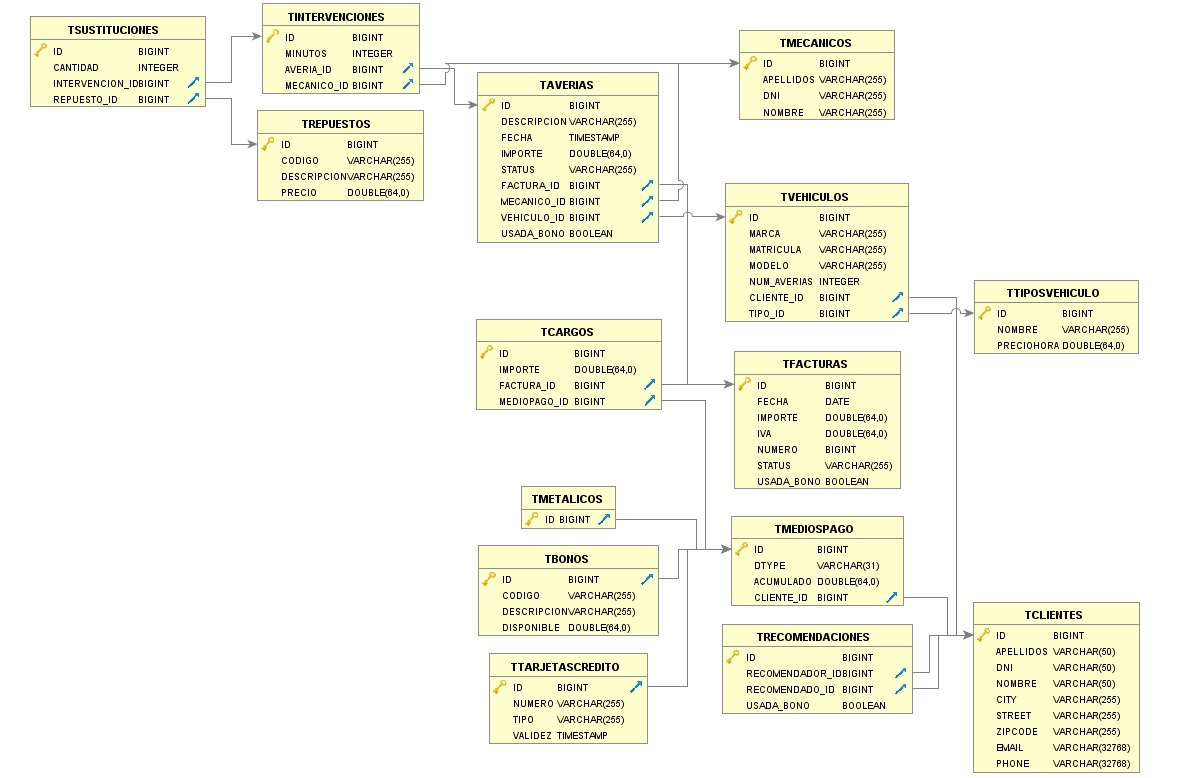 TSUSTITUCIONES
ID BIGINT
CANTIDAD INTEGER
INTERVENCION_ID BIGINT
REPUESTO_ID BIGINT
TINTERVENCIONES
ID BIGINT
MINUTOS INTEGER
AVERIA_ID BIGINT
MECANICO_ID BIGINT
TREPUESTOS
ID BIGINT
CODIGO VARCHAR(255)
DESCRIPCION VARCHAR(255)
PRECIO DOUBLE(64,0)
TAVERIAS
ID BIGINT
DESCRIPCION VARCHAR(255)
FECHA TIMESTAMP
IMPORTE DOUBLE(64,0)
STATUS VARCHAR(255)
FACTURA_ID BIGINT
MECANICO_ID BIGINT
VEHICULO_ID BIGINT
USADA_BONO BOOLEAN
TMECANICOS
ID BIGINT
APELLIDOS VARCHAR(255)
DNI VARCHAR(255)
NOMBRE VARCHAR(255)
TVEHICULOS
ID BIGINT
MARCA VARCHAR(255)
MATRICULA VARCHAR(255)
MODELO VARCHAR(255)
NUM_AVERIAS INTEGER
CLIENTE_ID BIGINT
TIPO_ID BIGINT
TTIPOSVEHICULO
ID BIGINT
NOMBRE VARCHAR(255)
PRECIOHORA DOUBLE(64,0)
TCARGOS
ID BIGINT
IMPORTE DOUBLE(64,0)
FACTURA_ID BIGINT
MEDIOPAGO_ID BIGINT
TFACTURAS
ID BIGINT
FECHA DATE
IMPORTE DOUBLE(64,0)
IVA DOUBLE(64,0)
NUMERO BIGINT
STATUS VARCHAR(255)
USADA_BONO BOOLEAN
TMETALICOS
ID BIGINT
TBONOS
ID BIGINT
CODIGO VARCHAR(255)
DESCRIPCION VARCHAR(255)
DISPONIBLE DOUBLE(64,0)
TTARJETASCREDITO
ID BIGINT
NUMERO VARCHAR(255)
TIPO VARCHAR(255)
VALIDEZ TIMESTAMP
TMEDIOSPAGO
ID BIGINT
DTYPE VARCHAR(31)
ACUMULADO DOUBLE(64,0)
CLIENTE_ID BIGINT
TRECOMENDACIONES
ID BIGINT
RECOMENDADOR_ID BIGINT
RECOMENDADO_ID BIGINT
USADA_BONO BOOLEAN
TCLIENTES
ID BIGINT
APELLIDOS VARCHAR(50)
DNI VARCHAR(50)
NOMBRE VARCHAR(50)
CITY VARCHAR(255)
STREET VARCHAR(255)
ZIPCODE VARCHAR(255)
EMAIL VARCHAR(32768)
PHONE VARCHAR(32768)